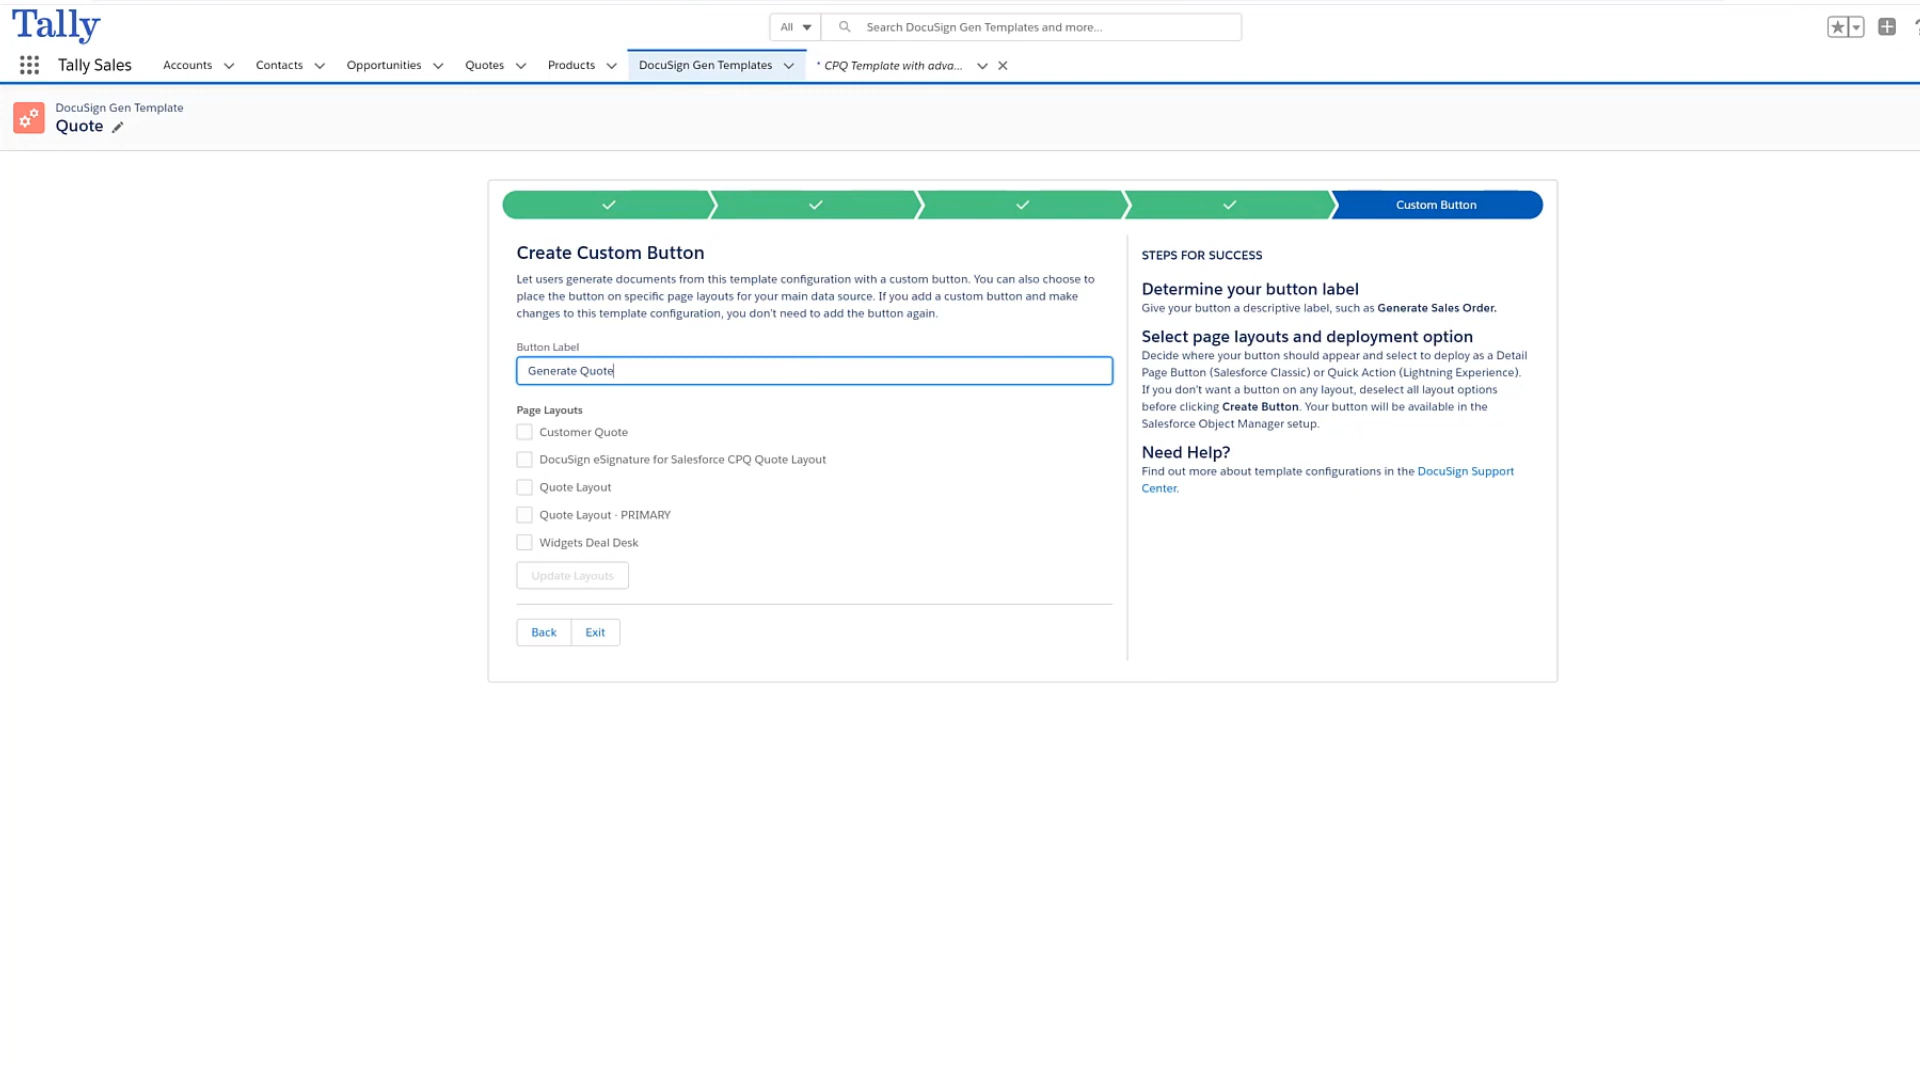 Tally
All
Search DocuSign Gen Templates and more...
Tally Sales
Accounts
Contacts
Opportunities
Quotes
Products
DocuSign Gen Templates
* CPQ Template with adva...
DocuSign Gen Template
Quote
Custom Button
Create Custom Button
Let users generate documents from this template configuration with a custom button. You can also choose to
place the button on specific page layouts for your main data source. If you add a custom button and make
changes to this template configuration, you don't need to add the button again.
Button Label
Generate Quote
Page Layouts
Customer Quote
DocuSign eSignature for Salesforce CPQ Quote Layout
Quote Layout
Quote Layout - PRIMARY
Widgets Deal Desk
Update Layouts
Back
Exit
STEPS FOR SUCCESS
Determine your button label
Give your button a descriptive label, such as Generate Sales Order.
Select page layouts and deployment option
Decide where your button should appear and select to deploy as a Detail
Page Button (Salesforce Classic) or Quick Action (Lightning Experience).
If you don't want a button on any layout, deselect all layout options
before clicking Create Button. Your button will be available in the
Salesforce Object Manager setup.
Need Help?
Find out more about template configurations in the DocuSign Support
Center.